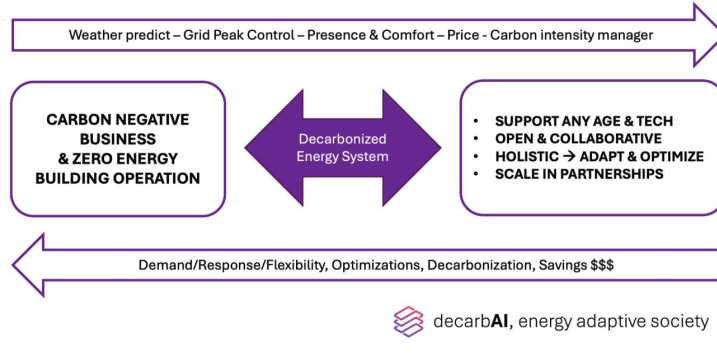 Weather predict – Grid Peak Control – Presence & Comfort – Price - Carbon intensity manager
CARBON NEGATIVE
BUSINESS
& ZERO ENERGY
BUILDING OPERATION
Decarbonized
Energy System
• SUPPORT ANY AGE & TECH
• OPEN & COLLABORATIVE
• HOLISTIC → ADAPT & OPTIMIZE
• SCALE IN PARTNERSHIPS
Demand/Response/Flexibility, Optimizations, Decarbonization, Savings $$$
decarbAI, energy adaptive society